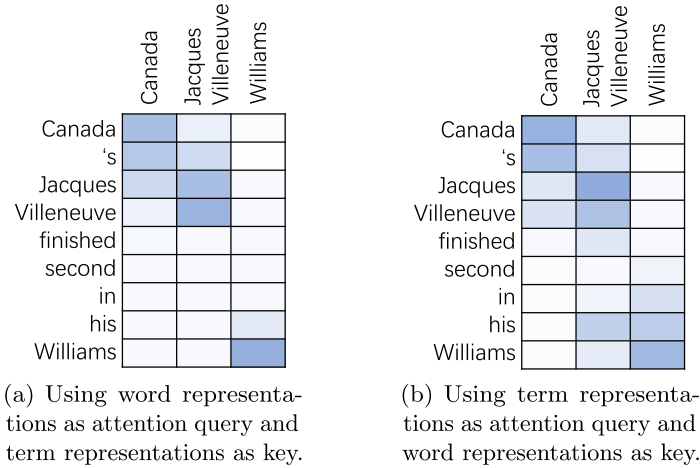 Canada
Jacques
Villeneuve
Williams
Canada
‘s
Jacques
Villeneuve
finished
second
in
his
Williams
(a) Using word representa-
tions as attention query and
term representations as key.
Canada
Jacques
Villeneuve
Williams
Canada
‘s
Jacques
Villeneuve
finished
second
in
his
Williams
(b) Using term representa-
tions as attention query and
word representations as key.